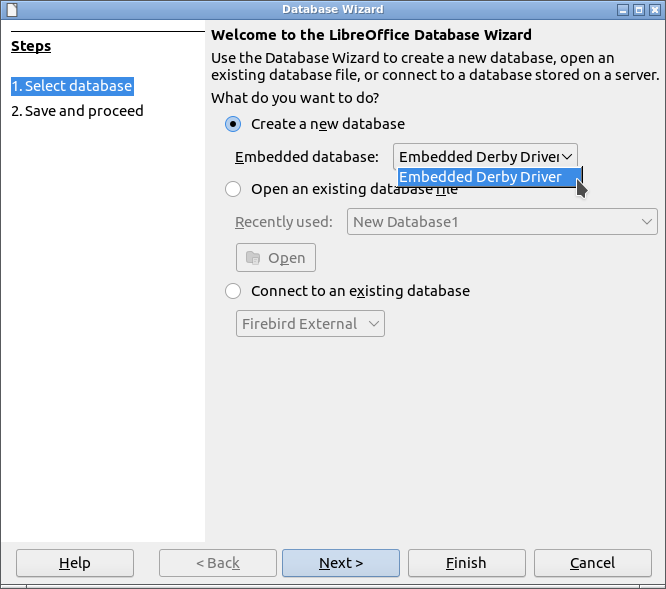 Database Wizard
Steps
1. Select database
2. Save and proceed
Welcome to the LibreOffice Database Wizard
Use the Database Wizard to create a new database, open an
existing database file, or connect to a database stored on a server.
What do you want to do?
Create a new database
Embedded database: Embedded Derby Driver
Embedded Derby Driver
Open an existing database file
Recently used: New Database1
Open
Connect to an existing database
Firebird External
Help < Back Next > Finish Cancel